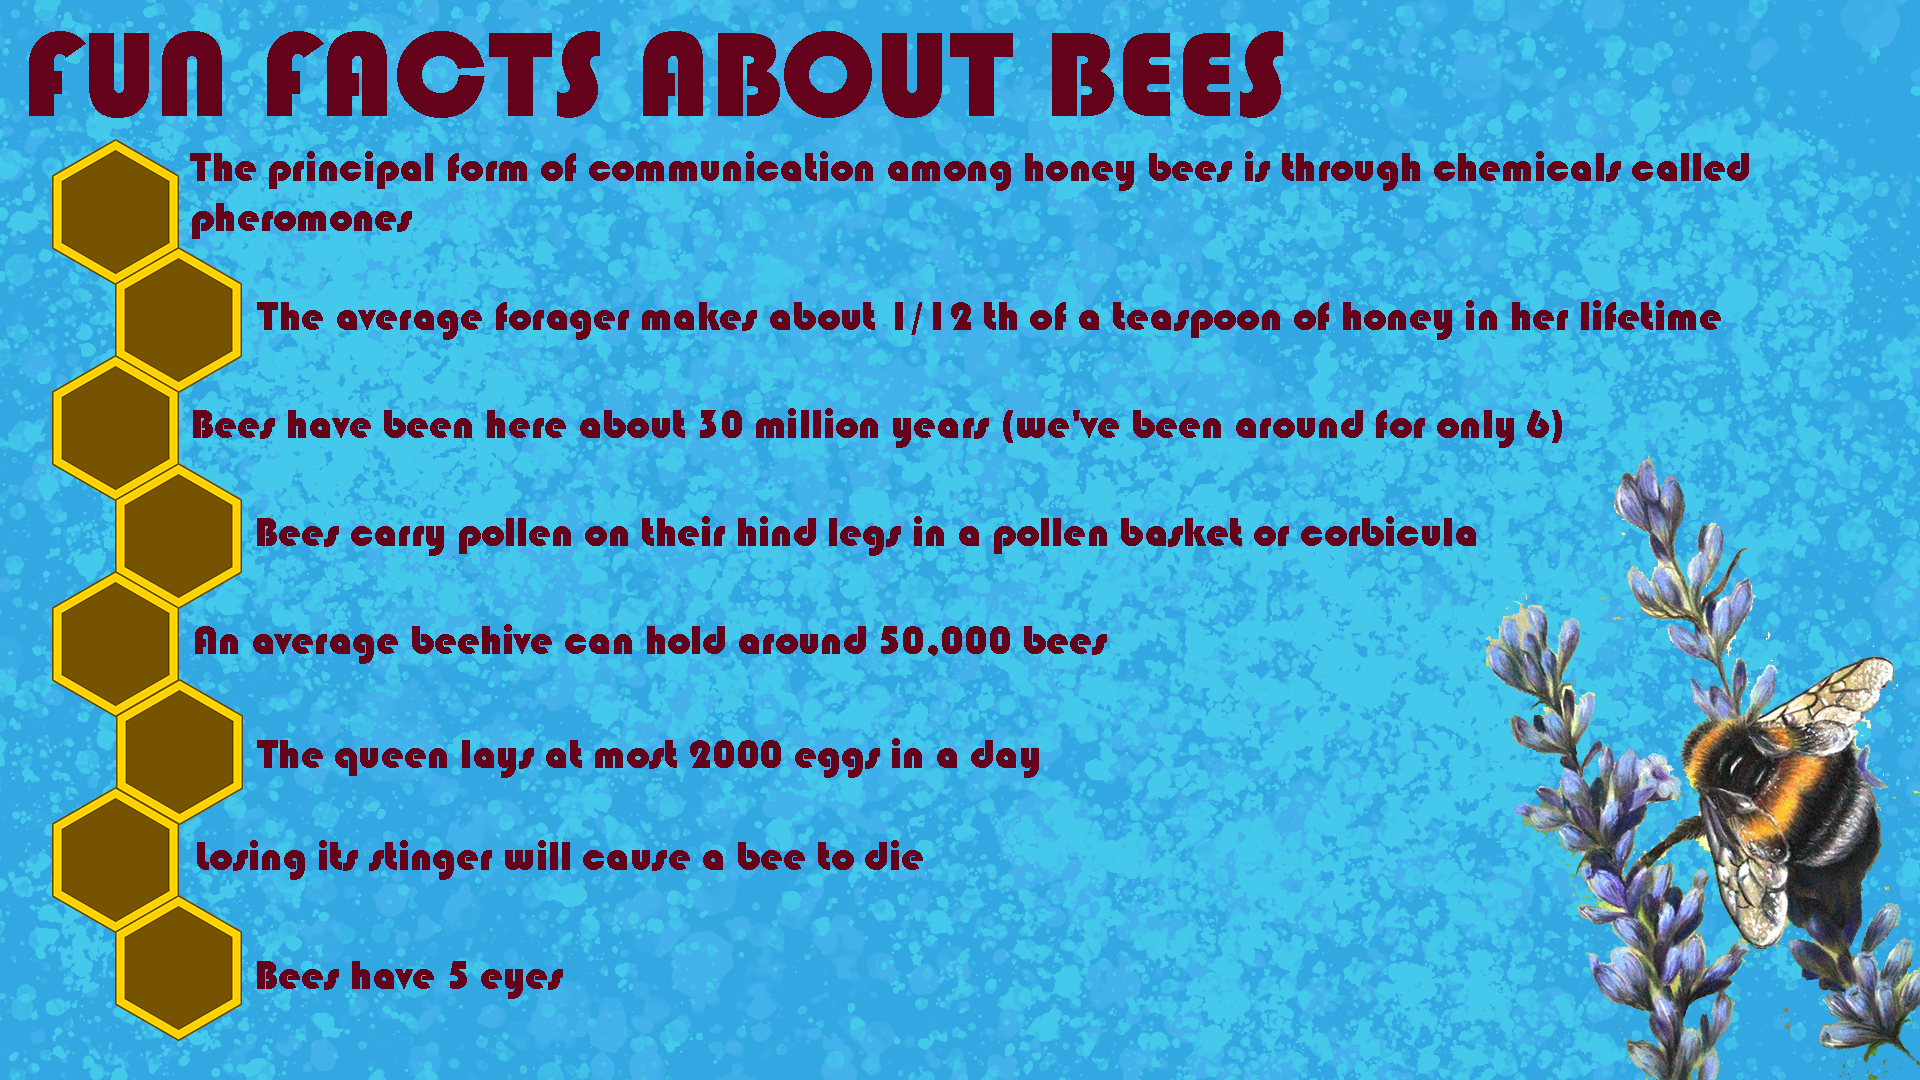 FUN FACTS ABOUT BEES
The principal form of communication among honey bees is through chemicals called
pheromones
The average forager makes about 1/12 th of a teaspoon of honey in her lifetime
Bees have been here about 30 million years (we've been around for only 6)
Bees carry pollen on their hind legs in a pollen basket or corbicula
An average beehive can hold around 50,000 bees
The queen lays at most 2000 eggs in a day
Losing its stinger will cause a bee to die
Bees have 5 eyes